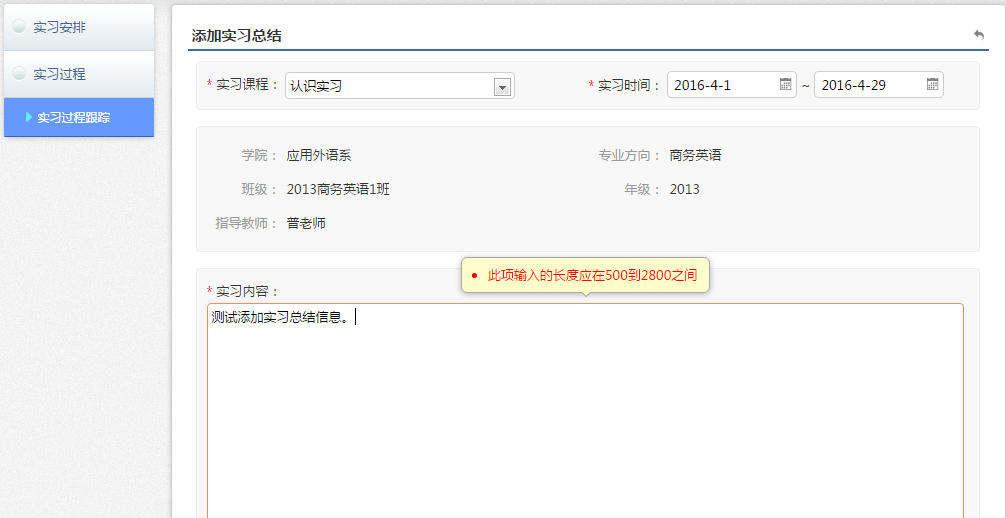 实习安排
实习过程
实习过程跟踪
添加实习总结
* 实习课程： 认识实习 * 实习时间： 2016-4-1 ~ 2016-4-29
学院： 应用外语系 专业方向： 商务英语
班级： 2013商务英语1班 年级： 2013
指导教师： 普老师
此项输入的长度应在500到2800之间
* 实习内容：
测试添加实习总结信息。